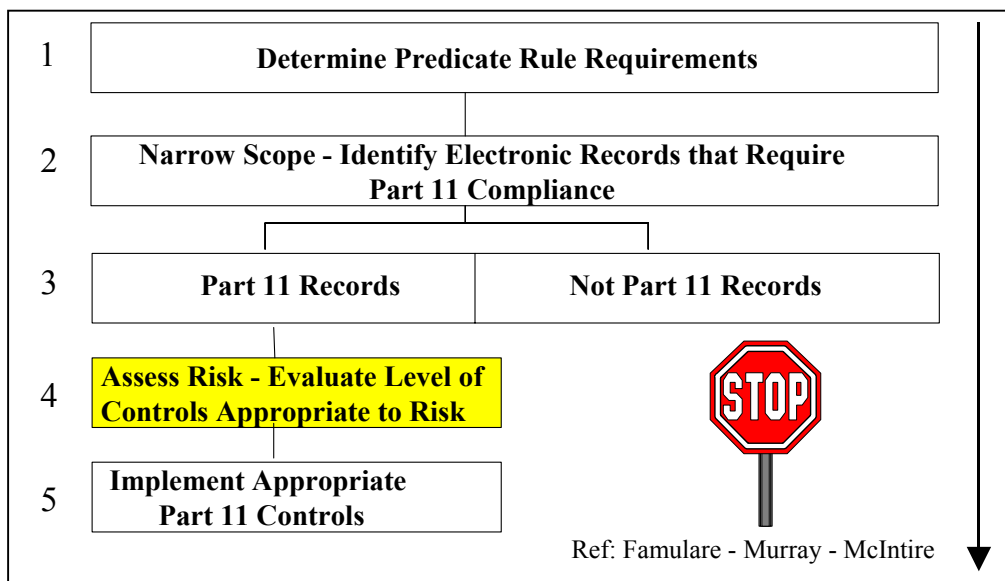 1
Determine Predicate Rule Requirements
2
Narrow Scope - Identify Electronic Records that Require
Part 11 Compliance
3
Part 11 Records
Not Part 11 Records
4
Assess Risk - Evaluate Level of
Controls Appropriate to Risk
STOP
5
Implement Appropriate
Part 11 Controls
Ref: Famulare - Murray - McIntire